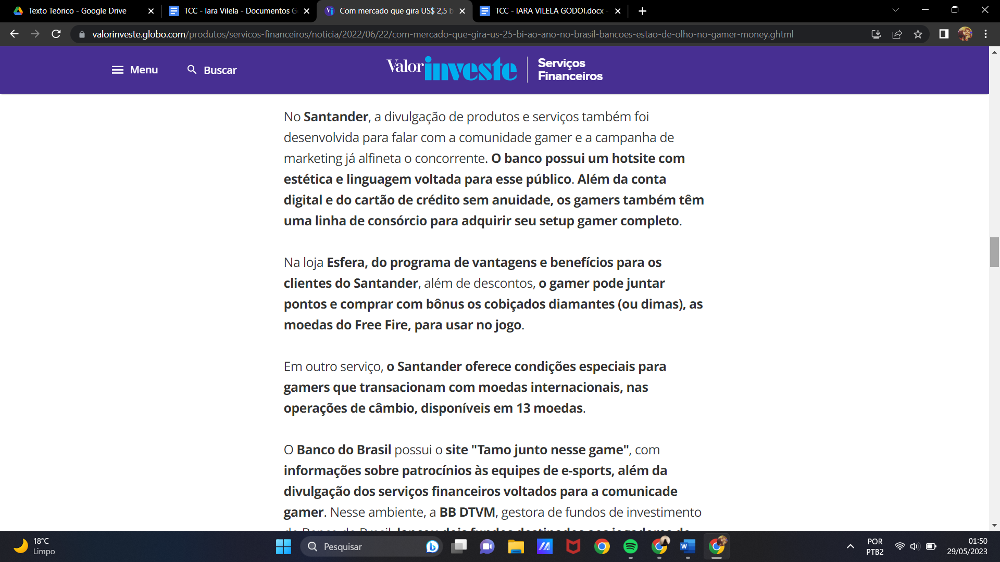 Texto Teórico - Google Drive
TCC - Iara Vilela - Documentos G
Com mercado que gira US$ 2,5 b
TCC - IARA VILELA GODOI.docx -
valorinveste.globo.com/produtos/servicos-financeiros/noticia/2022/06/22/com-mercado-que-gira-us-25-bi-ao-ano-no-brasil-bancoes-estao-de-olho-no-gamer-money.ghtml
Menu
Buscar
Valor investe
Serviços
Financeiros
No Santander, a divulgação de produtos e serviços também foi
desenvolvida para falar com a comunidade gamer e a campanha de
marketing já alfineta o concorrente. O banco possui um hotsite com
estética e linguagem voltada para esse público. Além da conta
digital e do cartão de crédito sem anuidade, os gamers também têm
uma linha de consórcio para adquirir seu setup gamer completo.
Na loja Esfera, do programa de vantagens e benefícios para os
clientes do Santander, além de descontos, o gamer pode juntar
pontos e comprar com bônus os cobiçados diamantes (ou dimas), as
moedas do Free Fire, para usar no jogo.
Em outro serviço, o Santander oferece condições especiais para
gamers que transacionam com moedas internacionais, nas
operações de câmbio, disponíveis em 13 moedas.
O Banco do Brasil possui o site "Tamo junto nesse game", com
informações sobre patrocínios às equipes de e-sports, além da
divulgação dos serviços financeiros voltados para a comunicade
gamer. Nesse ambiente, a BB DTVM, gestora de fundos de investimento
do Banco do Brasil, lançou dois fundos destinados aos jogadores de
18°C
Limpo
Pesquisar
POR
PTB2
01:50
29/05/2023